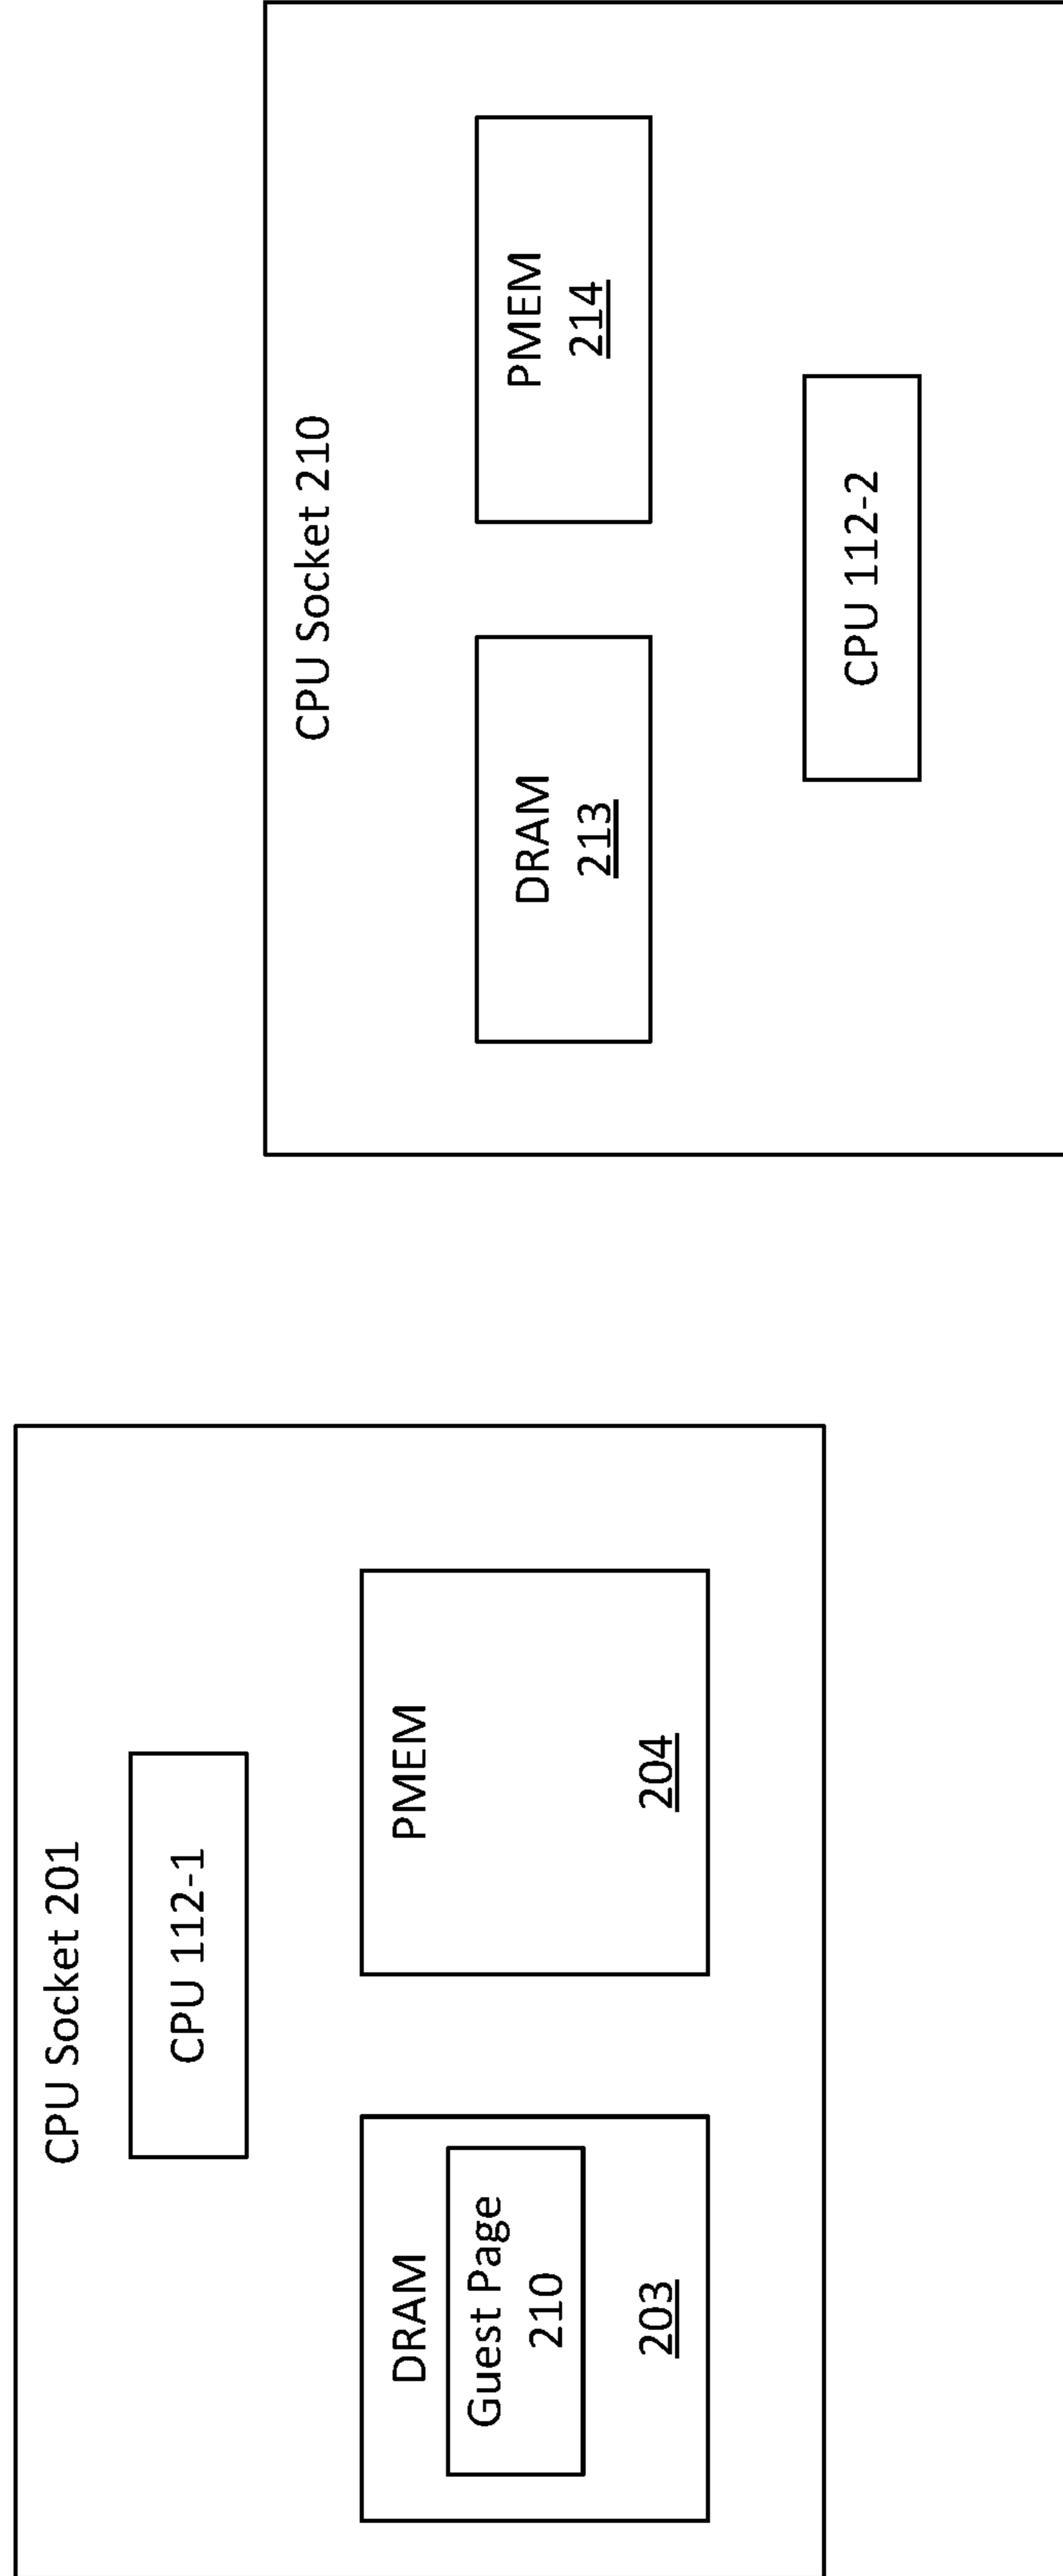 CPU Socket 201
CPU 112-1
DRAM
Guest Page
210
203
PMEM
204
CPU Socket 210
DRAM
213
PMEM
214
CPU 112-2